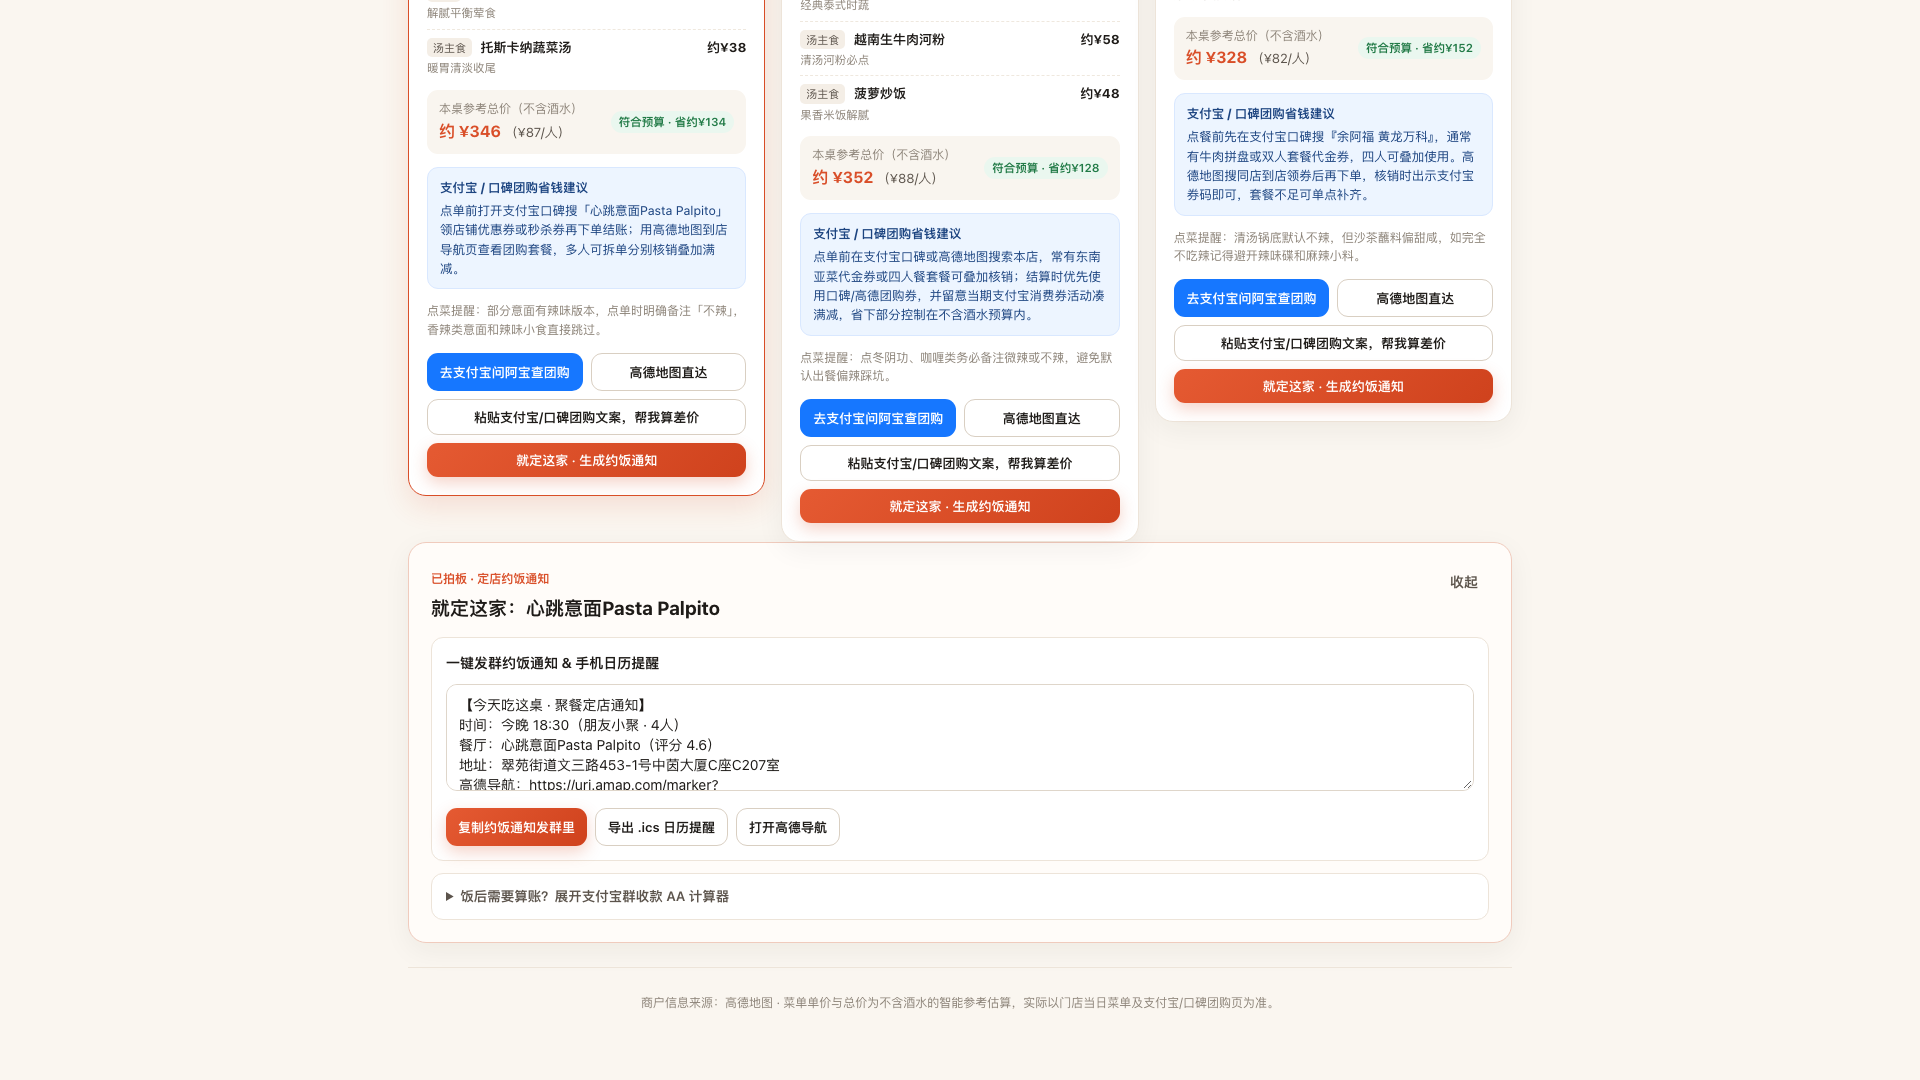 解腻平衡荤食
汤主食 托斯卡纳蔬菜汤 约¥38
暖胃清淡收尾
本桌参考总价（不含酒水）
约 ¥346 （¥87/人） 符合预算 · 省约¥134
支付宝 / 口碑团购省钱建议
点单前打开支付宝口碑搜「心跳意面Pasta Palpito」
领店铺优惠券或秒杀券再下单结账；用高德地图到店
导航页查看团购套餐，多人可拆单分别核销叠加满
减。
点菜提醒：部分意面有辣味版本，点单时明确备注「不辣」，
香辣类意面和辣味小食直接跳过。
去支付宝问阿宝查团购 高德地图直达
粘贴支付宝/口碑团购文案，帮我算差价
就定这家 · 生成约饭通知
经典泰式时蔬
汤主食 越南生牛肉河粉 约¥58
清汤河粉必点
汤主食 菠萝炒饭 约¥48
果香米饭解腻
本桌参考总价（不含酒水）
约 ¥352 （¥88/人） 符合预算 · 省约¥128
支付宝 / 口碑团购省钱建议
点单前在支付宝口碑或高德地图搜索本店，常有东南
亚菜代金券或四人餐套餐可叠加核销；结算时优先使
用口碑/高德团购券，并留意当期支付宝消费券活动凑
满减，省下部分控制在不含酒水预算内。
点菜提醒：点冬阴功、咖喱类务必备注微辣或不辣，避免默
认出餐偏辣踩坑。
去支付宝问阿宝查团购 高德地图直达
粘贴支付宝/口碑团购文案，帮我算差价
就定这家 · 生成约饭通知
本桌参考总价（不含酒水）
约 ¥328 （¥82/人） 符合预算 · 省约¥152
支付宝 / 口碑团购省钱建议
点餐前先在支付宝口碑搜『余阿福 黄龙万科』，通常
有牛肉拼盘或双人套餐代金券，四人可叠加使用。高
德地图搜同店到店领券后再下单，核销时出示支付宝
券码即可，套餐不足可单点补齐。
点菜提醒：清汤锅底默认不辣，但沙茶蘸料偏甜咸，如完全
不吃辣记得避开辣味碟和麻辣小料。
去支付宝问阿宝查团购 高德地图直达
粘贴支付宝/口碑团购文案，帮我算差价
就定这家 · 生成约饭通知
已拍板 · 定店约饭通知
收起
就定这家：心跳意面Pasta Palpito
一键发群约饭通知 & 手机日历提醒
【今天吃这桌 · 聚餐定店通知】
时间：今晚 18:30（朋友小聚 · 4人）
餐厅：心跳意面Pasta Palpito（评分 4.6）
地址：翠苑街道文三路453-1号中茵大厦C座C207室
高德导航：https://uri.amap.com/marker?
复制约饭通知发群里 导出 .ics 日历提醒 打开高德导航
▶ 饭后需要算账？展开支付宝群收款 AA 计算器
商户信息来源：高德地图 · 菜单单价与总价为不含酒水的智能参考估算，实际以门店当日菜单及支付宝/口碑团购页为准。